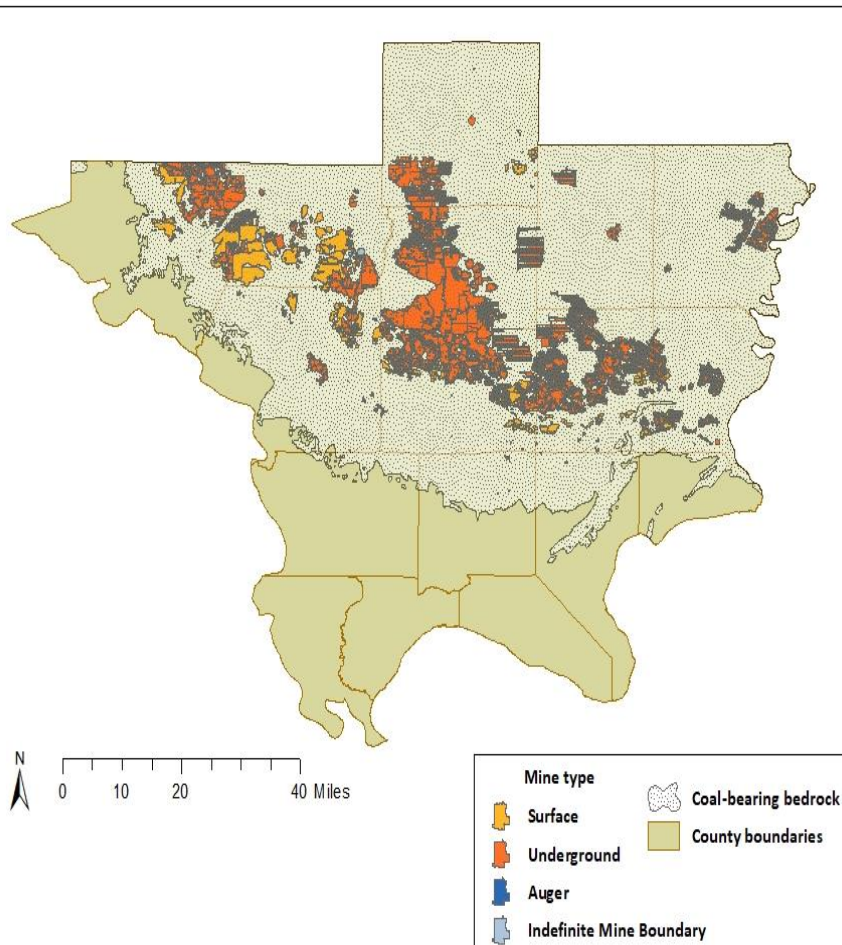 N
0 10 20 40 Miles
Mine type
Surface
Underground
Auger
Indefinite Mine Boundary
Coal-bearing bedrock
County boundaries